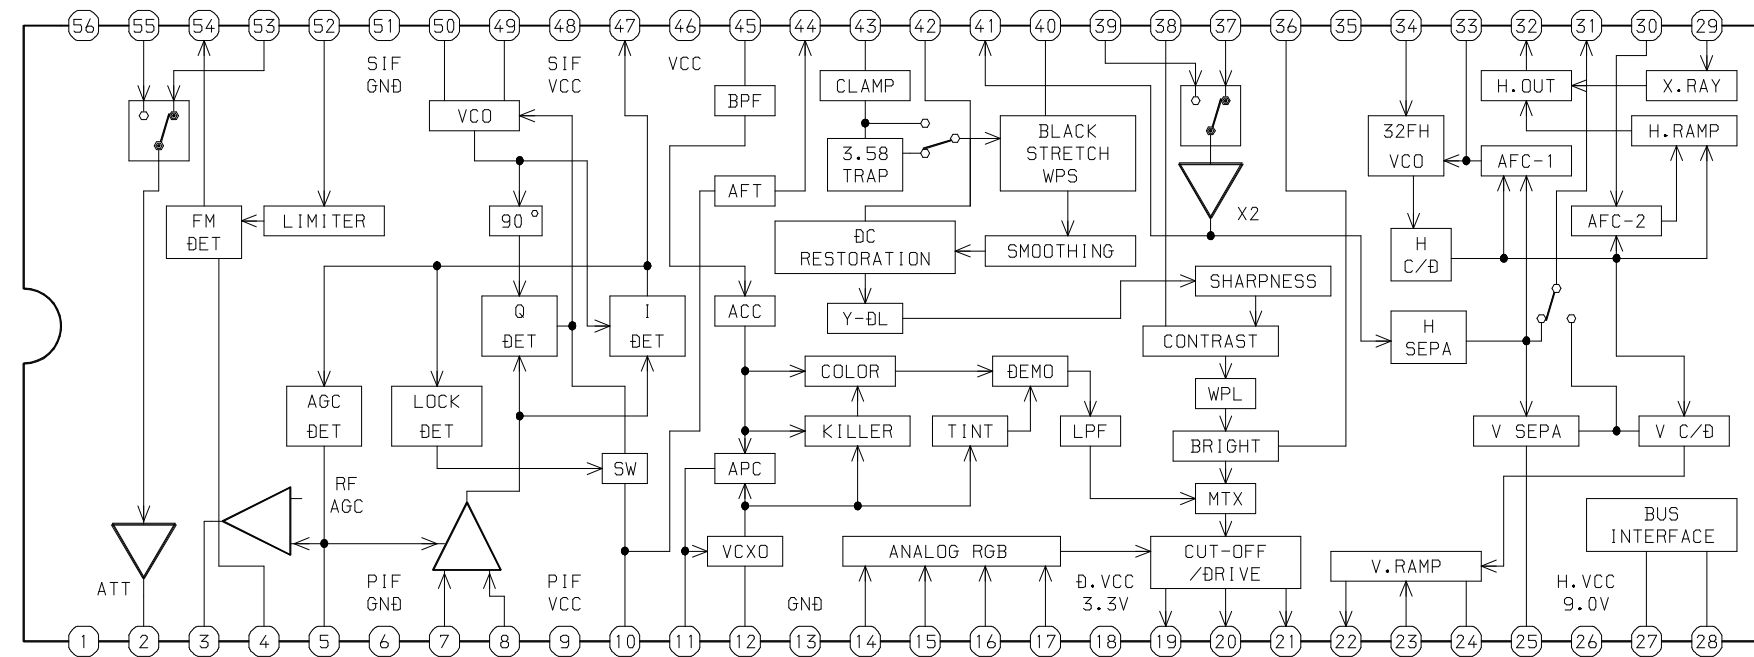 56 55 54 53 52 51 50 49 48 47 46 45 44 43 42 41 40 39 38 37 36 35 34 33 32 31 30 29
SIF
GND
SIF
VCC
VCC
CLAMP
H.OUT
X.RAY
BPF
VCO
BLACK
STRETCH
WPS
32FH
VCO
H.RAMP
3.58
TRAP
AFC-1
AFT
FM
DET
LIMITER
90°
X2
AFC-2
DC
RESTORATION
SMOOTHING
H
C/D
SHARPNESS
Q
DET
I
DET
ACC
Y-DL
CONTRAST
H
SEPA
COLOR
DEMO
WPL
AGC
DET
LOCK
DET
KILLER
TINT
LPF
BRIGHT
V SEPA
V C/D
SW
APC
MTX
RF
AGC
BUS
INTERFACE
VCXO
ANALOG RGB
CUT-OFF
/DRIVE
V.RAMP
ATT
PIF
GND
PIF
VCC
GND
D.VCC
3.3V
H.VCC
9.0V
1 2 3 4 5 6 7 8 9 10 11 12 13 14 15 16 17 18 19 20 21 22 23 24 25 26 27 28